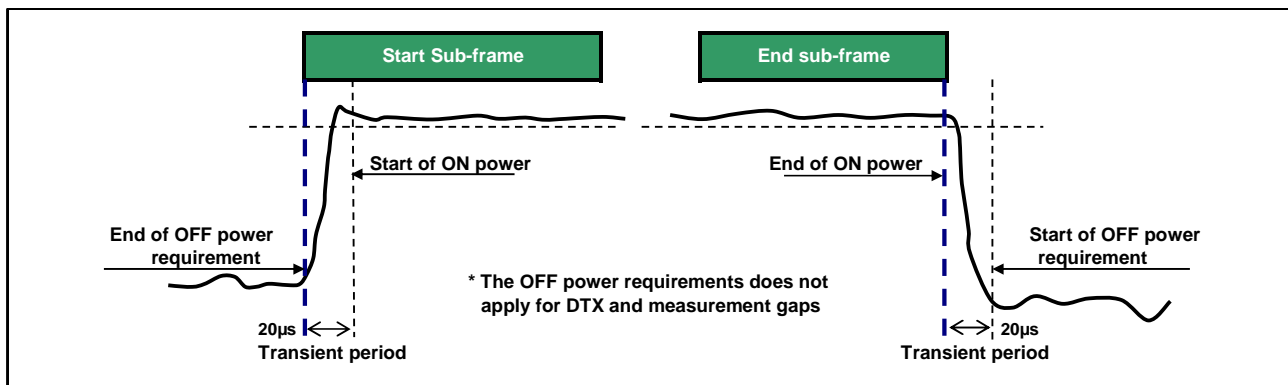 Start Sub-frame
End sub-frame
Start of ON power
End of ON power
End of OFF power
requirement
Start of OFF power
requirement
* The OFF power requirements does not
apply for DTX and measurement gaps
20µs
Transient period
20µs
Transient period